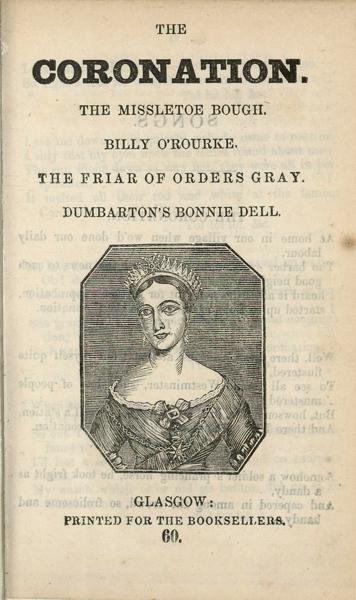 THE
CORONATION.
THE MISSLETOE BOUGH.
BILLY O'ROURKE.
THE FRIAR OF ORDERS GRAY.
DUMBARTON'S BONNIE DELL.
GLASGOW:
PRINTED FOR THE BOOKSELLERS.
60.